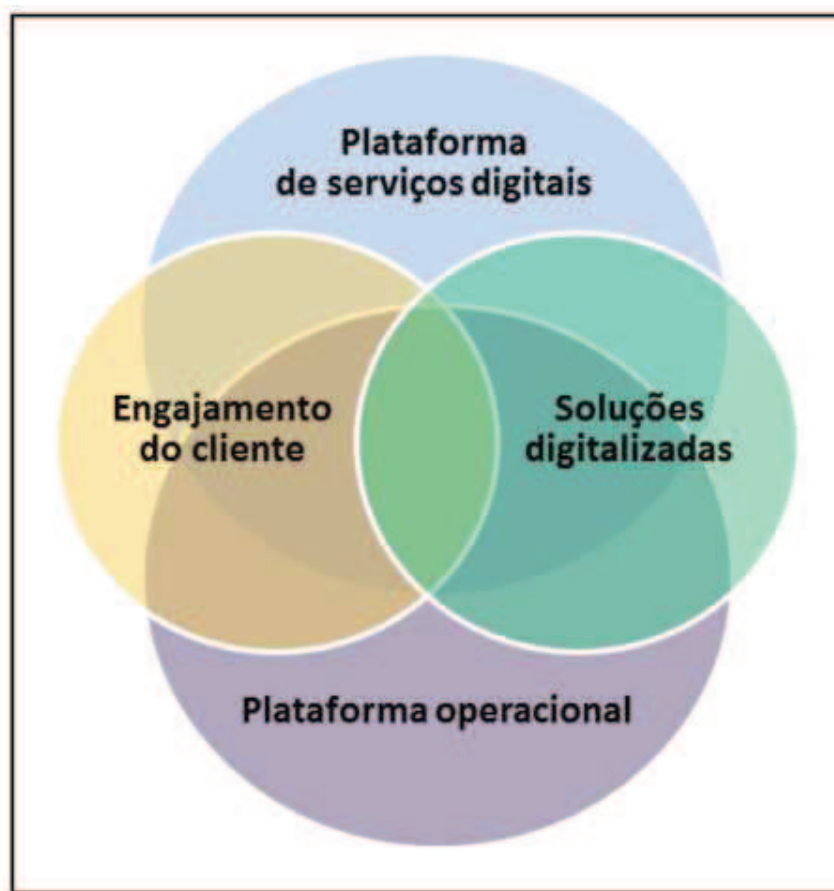 Plataforma
de serviços digitais
Engajamento
do cliente
Soluções
digitalizadas
Plataforma operacional